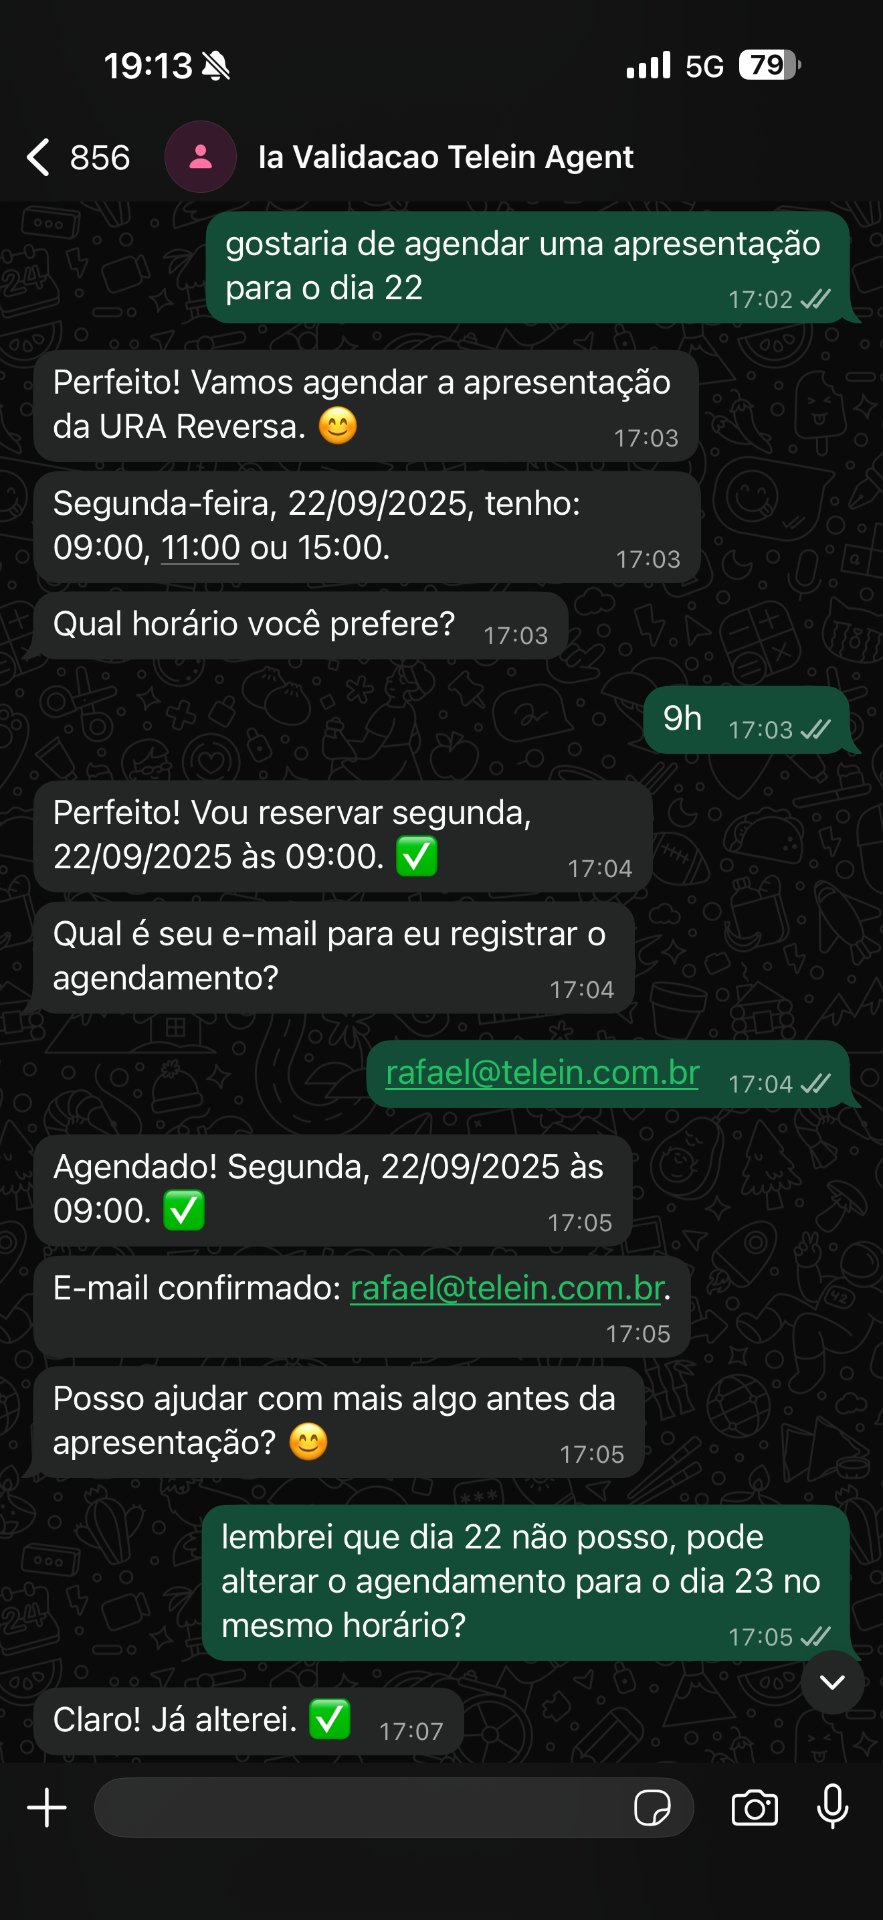 19:13
5G 79
856
Ia Validacao Telein Agent
gostaria de agendar uma apresentação
para o dia 22
17:02
Perfeito! Vamos agendar a apresentação
da URA Reversa. 😊
17:03
Segunda-feira, 22/09/2025, tenho:
09:00, 11:00 ou 15:00.
17:03
Qual horário você prefere?
17:03
9h
17:03
Perfeito! Vou reservar segunda,
22/09/2025 às 09:00. ✅
17:04
Qual é seu e-mail para eu registrar o
agendamento?
17:04
rafael@telein.com.br
17:04
Agendado! Segunda, 22/09/2025 às
09:00. ✅
17:05
E-mail confirmado: rafael@telein.com.br.
17:05
Posso ajudar com mais algo antes da
apresentação? 😊
17:05
lembrei que dia 22 não posso, pode
alterar o agendamento para o dia 23 no
mesmo horário?
17:05
Claro! Já alterei. ✅
17:07